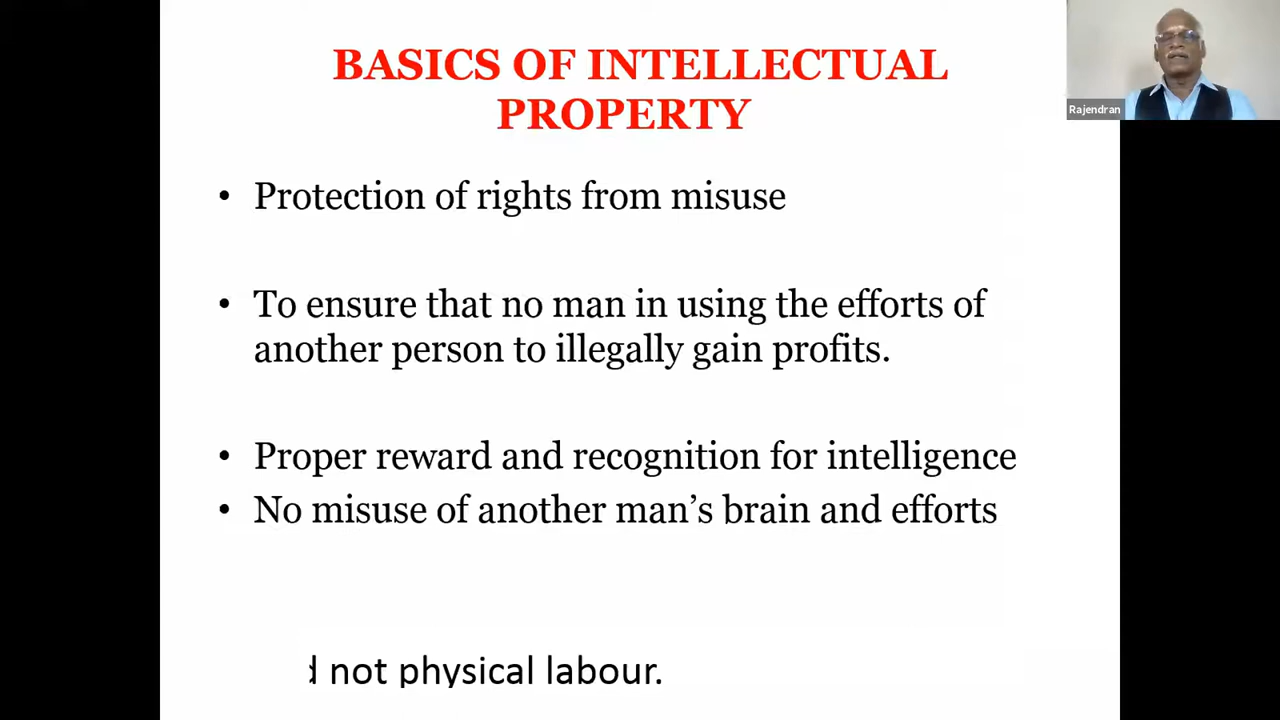 BASICS OF INTELLECTUAL
PROPERTY
Rajendran
• Protection of rights from misuse
• To ensure that no man in using the efforts of
another person to illegally gain profits.
• Proper reward and recognition for intelligence
• No misuse of another man’s brain and efforts
not physical labour.